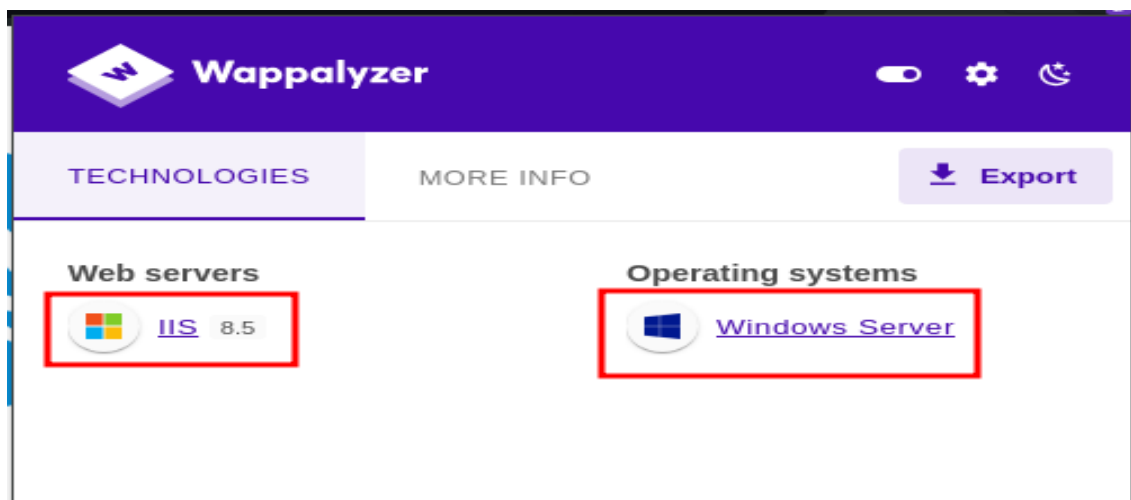 Wappalyzer
TECHNOLOGIES
MORE INFO
Export
Web servers
Operating systems
IIS 8.5
Windows Server